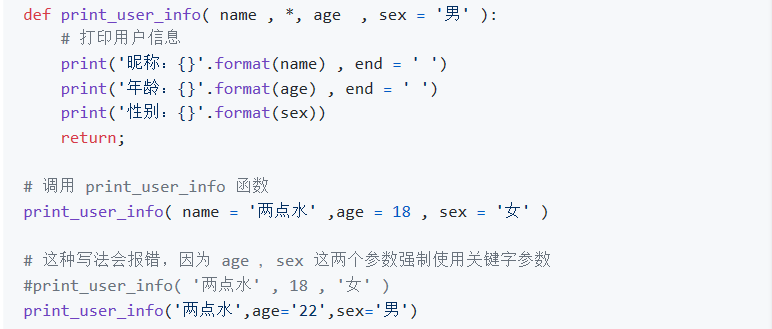 def print_user_info( name , *, age  , sex = '男' ):
    # 打印用户信息
    print('昵称：{}'.format(name) , end = ' ')
    print('年龄：{}'.format(age) , end = ' ')
    print('性别：{}'.format(sex))
    return;
# 调用 print_user_info 函数
print_user_info( name = '两点水' ,age = 18 , sex = '女' )
# 这种写法会报错，因为 age ，sex 这两个参数强制使用关键字参数
#print_user_info( '两点水' , 18 , '女' )
print_user_info('两点水',age='22',sex='男')